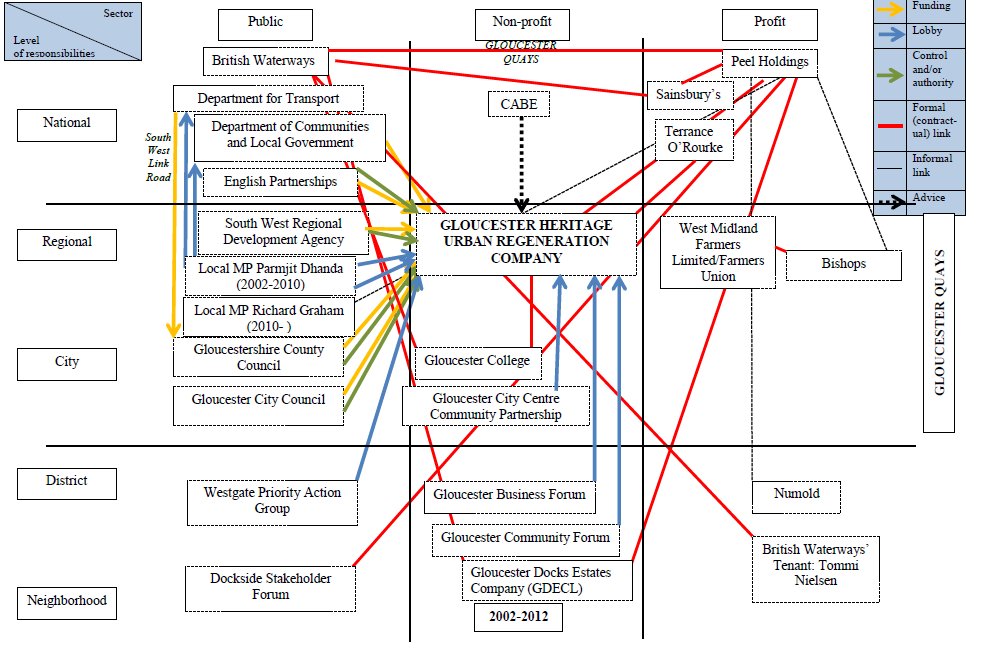 Sector
Level
of responsibilities
Public
Non-profit
Profit
Funding
Lobby
Control
and/or
authority
Formal
(contract-
ual) link
Informal
link
Advice
GLOUCESTER
QUAYS
British Waterways
Peel Holdings
Department for Transport
CABE
Sainsbury’s
National
South
West
Link
Road
Department of Communities
and Local Government
Terrance
O’Rourke
English Partnerships
Regional
South West Regional
Development Agency
GLOUCESTER HERITAGE
URBAN REGENERATION
COMPANY
West Midland
Farmers
Limited/Farmers
Union
Bishops
Local MP Parmjit Dhanda
(2002-2010)
Local MP Richard Graham
(2010- )
GLOUCESTER QUAYS
City
Gloucestershire County
Council
Gloucester College
Gloucester City Council
Gloucester City Centre
Community Partnership
District
Westgate Priority Action
Group
Gloucester Business Forum
Numold
Gloucester Community Forum
British Waterways’
Tenant: Tommi
Nielsen
Neighborhood
Dockside Stakeholder
Forum
Gloucester Docks Estates
Company (GDECL)
2002-2012